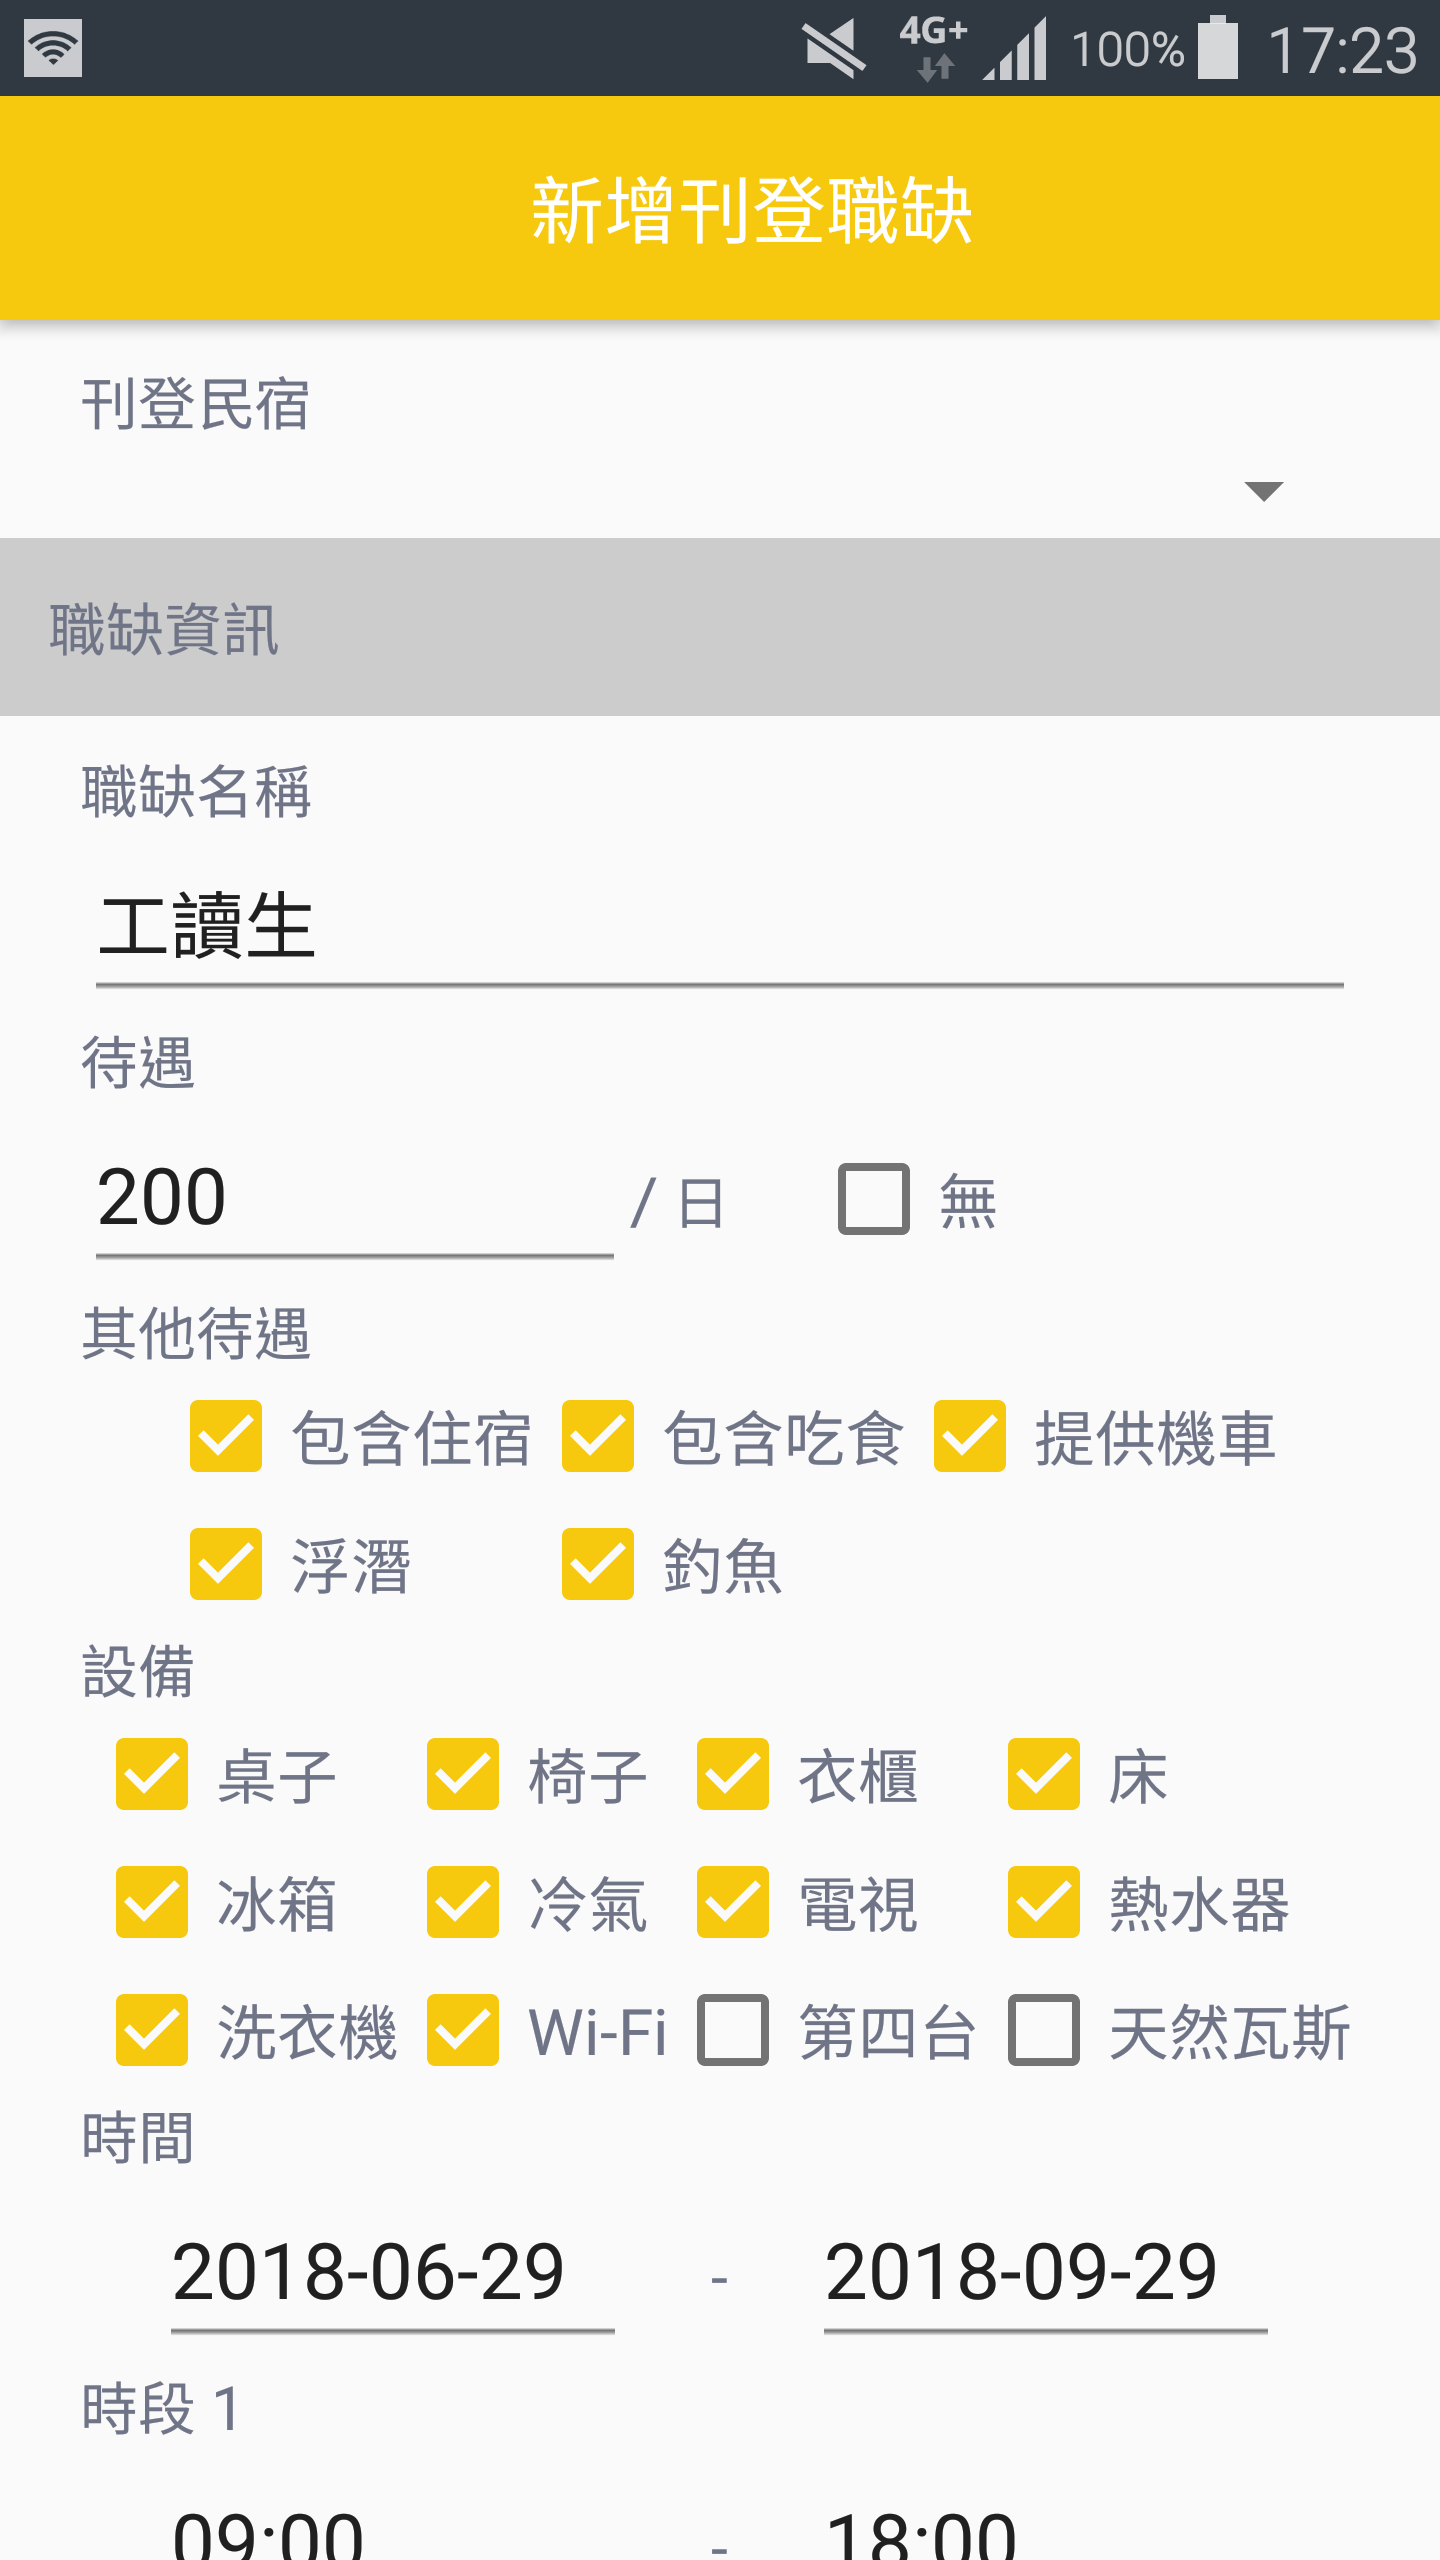 4G+ 100% 17:23
新增刊登職缺
刊登民宿
職缺資訊
職缺名稱
工讀生
待遇
200 / 日 無
其他待遇
包含住宿 包含吃食 提供機車
浮潛 釣魚
設備
桌子 椅子 衣櫃 床
冰箱 冷氣 電視 熱水器
洗衣機 Wi-Fi 第四台 天然瓦斯
時間
2018-06-29 - 2018-09-29
時段 1
09:00 - 18:00